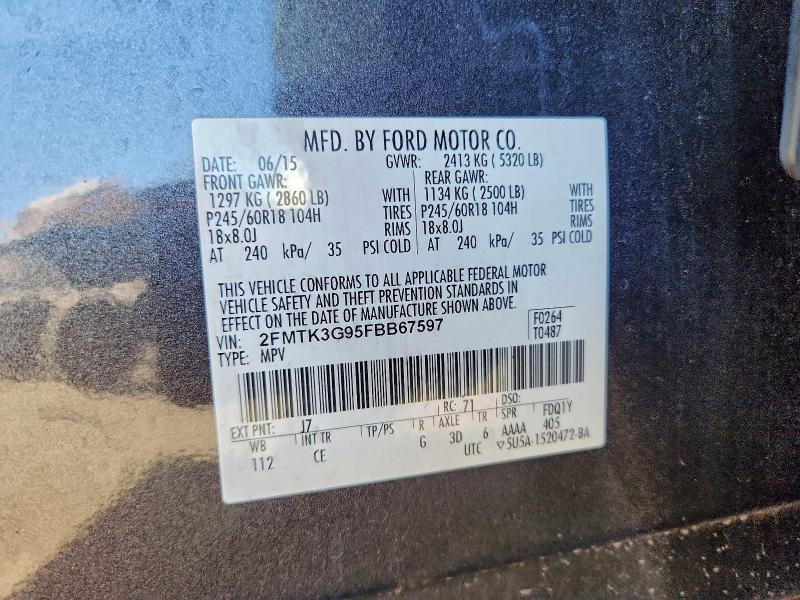 MFD. BY FORD MOTOR CO.
DATE: 06/15 GVWR: 2413 KG ( 5320 LB)
FRONT GAWR: REAR GAWR:
1297 KG ( 2860 LB) WITH 1134 KG ( 2500 LB) WITH
P245/60R18 104H TIRES P245/60R18 104H TIRES
18x8.0J RIMS 18x8.0J RIMS
AT 240 kPa/ 35 PSI COLD AT 240 kPa/ 35 PSI COLD
THIS VEHICLE CONFORMS TO ALL APPLICABLE FEDERAL MOTOR
VEHICLE SAFETY AND THEFT PREVENTION STANDARDS IN
EFFECT ON THE DATE OF MANUFACTURE SHOWN ABOVE.
VIN: 2FMTK3G95FBB67597 F0264
TYPE: MPV T0487
EXT PNT: J7 RC: 71 DSO:
WB INT TR TP/PS R AXLE TR SPR FDQ1Y
112 CE G 3D 6 AAAA 405
UTC ▽5U5A-1520472-BA